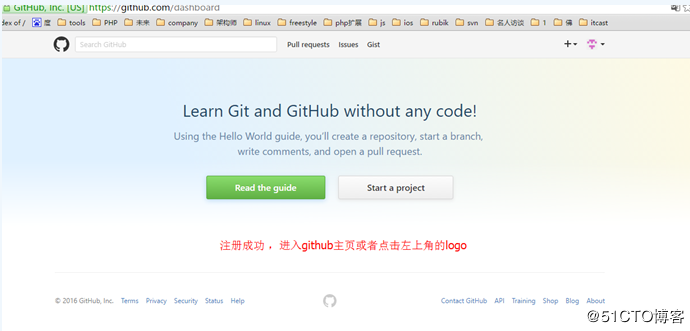 GitHub, Inc. [US] https://github.com/dashboard
dex of / 度 tools PHP 未来 company 架构师 linux freestyle php扩展 ios rubik svn 名人访谈 1 佛 itcast
Search GitHub Pull requests Issues Gist
Learn Git and GitHub without any code!
Using the Hello World guide, you'll create a repository, start a branch,
write comments, and open a pull request.
Read the guide Start a project
注册成功 ，进入github主页或者点击左上角的logo
© 2016 GitHub, Inc. Terms Privacy Security Status Help Contact GitHub API Training Shop Blog About
@51CTO博客